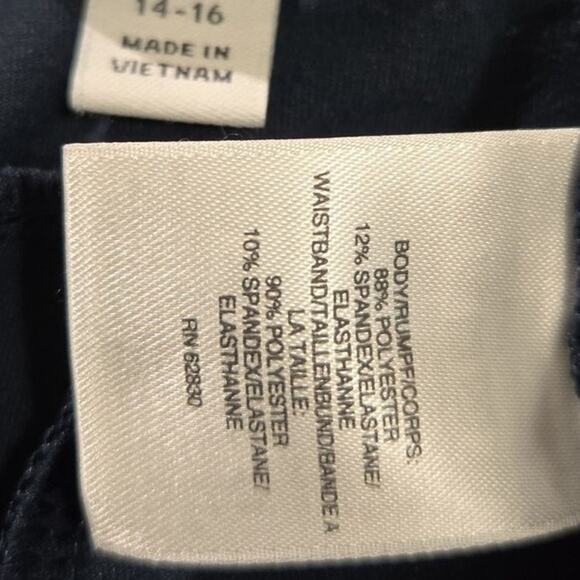 14-16
MADE IN
VIETNAM
BODY/RUMPF/CORPS:
88% POLYESTER
12% SPANDEX/ELASTANE/
ELASTHANNE
WAISTBAND/TAILLENBUND/BANDE À
LA TAILLE:
90% POLYESTER
10% SPANDEX/ELASTANE/
ELASTHANNE
RN 62830